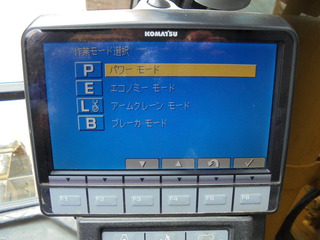 KOMATSU
作業モード選択
P パワー モード
E エコノミー モード
L アームクレーン モード
B ブレーカ モード
F1 F2 F3 F4 F5 F6